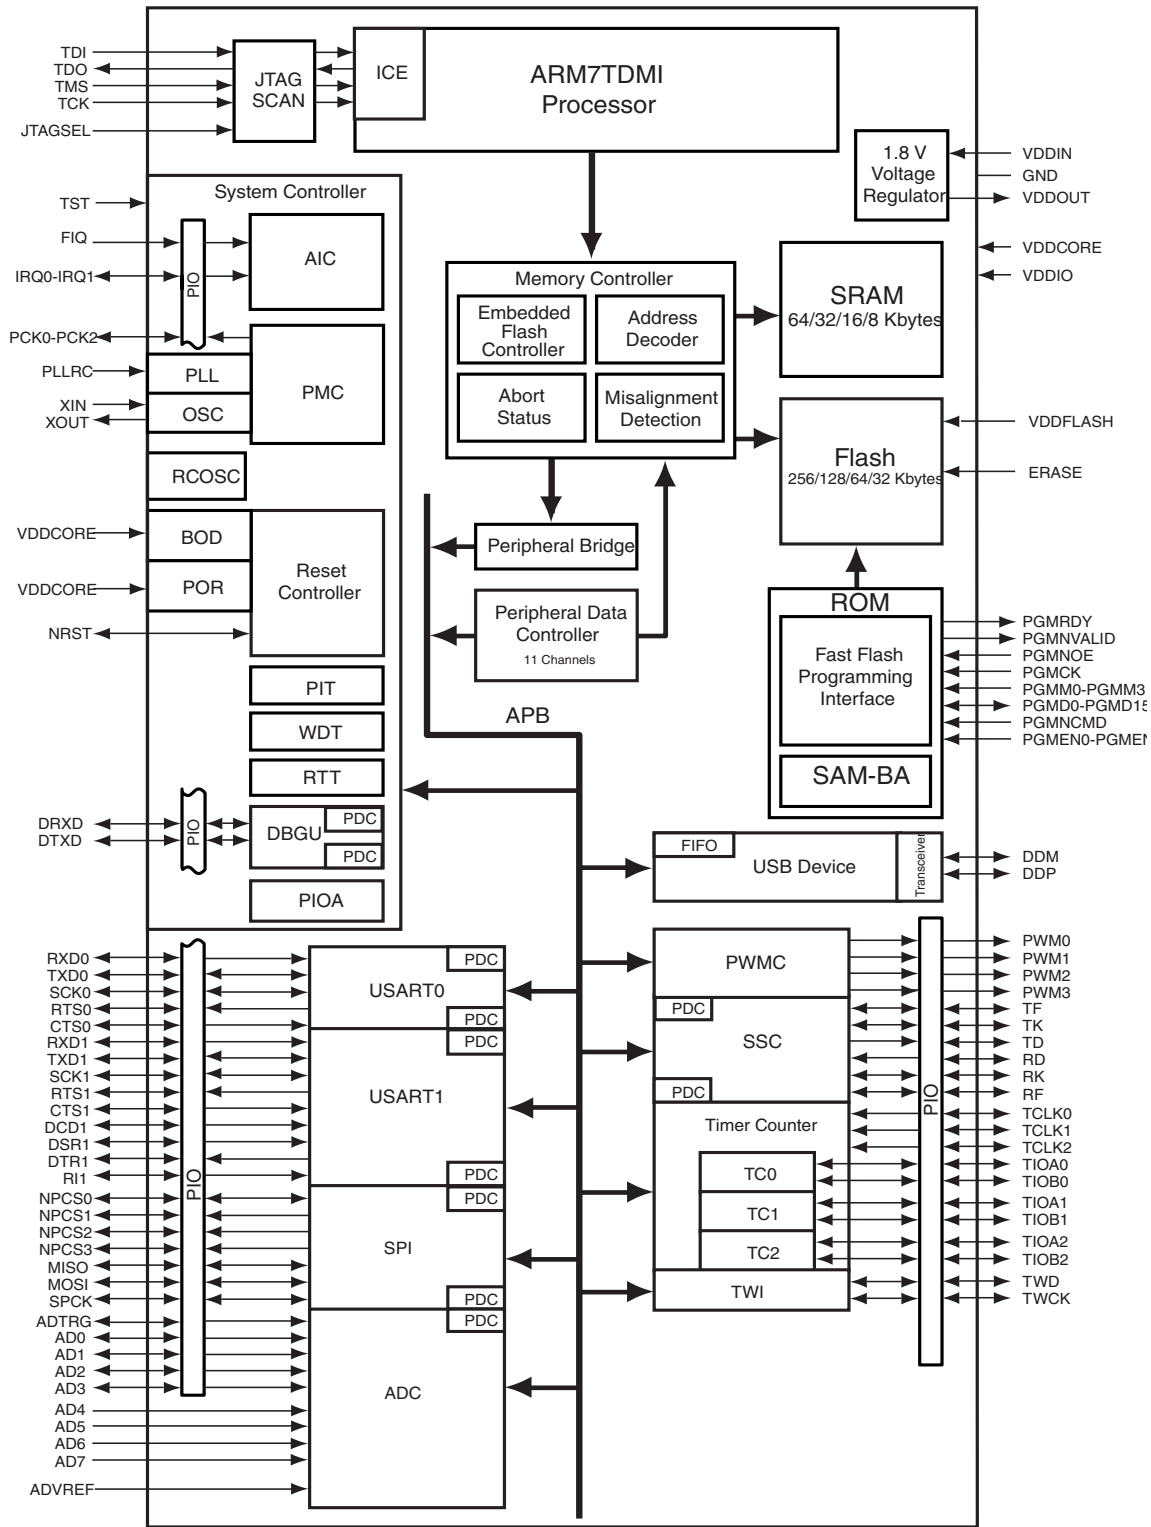 TDI
TDO
TMS
TCK
JTAGSEL
JTAG
SCAN
ICE
ARM7TDMI
Processor
1.8 V
Voltage
Regulator
VDDIN
GND
VDDOUT
VDDCORE
VDDIO
System Controller
TST
FIQ
IRQ0-IRQ1
PIO
AIC
PCK0-PCK2
PLLRC
PLL
XIN
XOUT
OSC
PMC
RCOSC
VDDCORE
BOD
VDDCORE
POR
Reset
Controller
NRST
PIT
WDT
RTT
DRXD
DTXD
PIO
DBGU
PDC
PDC
PIOA
Memory Controller
Embedded
Flash
Controller
Address
Decoder
Abort
Status
Misalignment
Detection
Peripheral Bridge
Peripheral Data
Controller
11 Channels
APB
SRAM
64/32/16/8 Kbytes
Flash
256/128/64/32 Kbytes
VDDFLASH
ERASE
ROM
Fast Flash
Programming
Interface
SAM-BA
PGMRDY
PGMNVALID
PGMNOE
PGMCK
PGMM0-PGMM3
PGMD0-PGMD15
PGMNCMD
PGMEN0-PGMEN
FIFO
USB Device
Transceiver
DDM
DDP
RXD0
TXD0
SCK0
RTS0
CTS0
RXD1
TXD1
SCK1
RTS1
CTS1
DCD1
DSR1
DTR1
RI1
NPCS0
NPCS1
NPCS2
NPCS3
MISO
MOSI
SPCK
ADTRG
AD0
AD1
AD2
AD3
AD4
AD5
AD6
AD7
ADVREF
PIO
PDC
USART0
PDC
PDC
USART1
PDC
PDC
SPI
PDC
PDC
ADC
PWMC
PDC
SSC
PDC
Timer Counter
TC0
TC1
TC2
TWI
PIO
PWM0
PWM1
PWM2
PWM3
TF
TK
TD
RD
RK
RF
TCLK0
TCLK1
TCLK2
TIOA0
TIOB0
TIOA1
TIOB1
TIOA2
TIOB2
TWD
TWCK